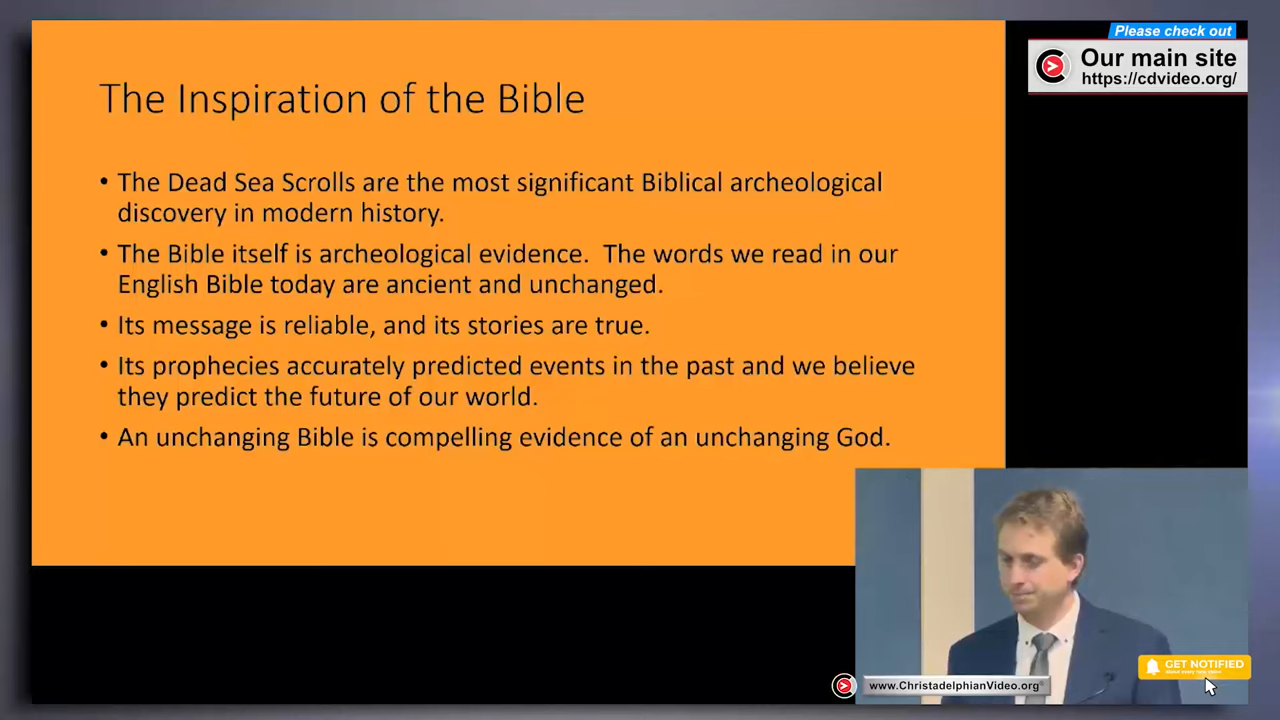 Please check out
Our main site
https://cdvideo.org/
The Inspiration of the Bible
• The Dead Sea Scrolls are the most significant Biblical archeological
discovery in modern history.
• The Bible itself is archeological evidence.  The words we read in our
English Bible today are ancient and unchanged.
• Its message is reliable, and its stories are true.
• Its prophecies accurately predicted events in the past and we believe
they predict the future of our world.
• An unchanging Bible is compelling evidence of an unchanging God.
GET NOTIFIED
www.ChristadelphianVideo.org